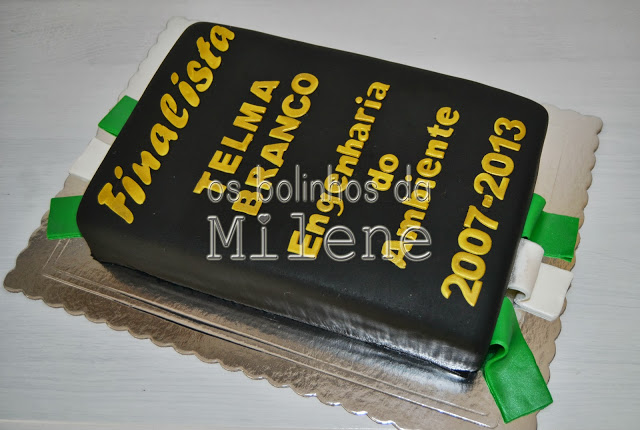 Finalista
TELMA
BRANCO
Engenharia
do
Ambiente
2007-2013
os bolinhos da
Milene